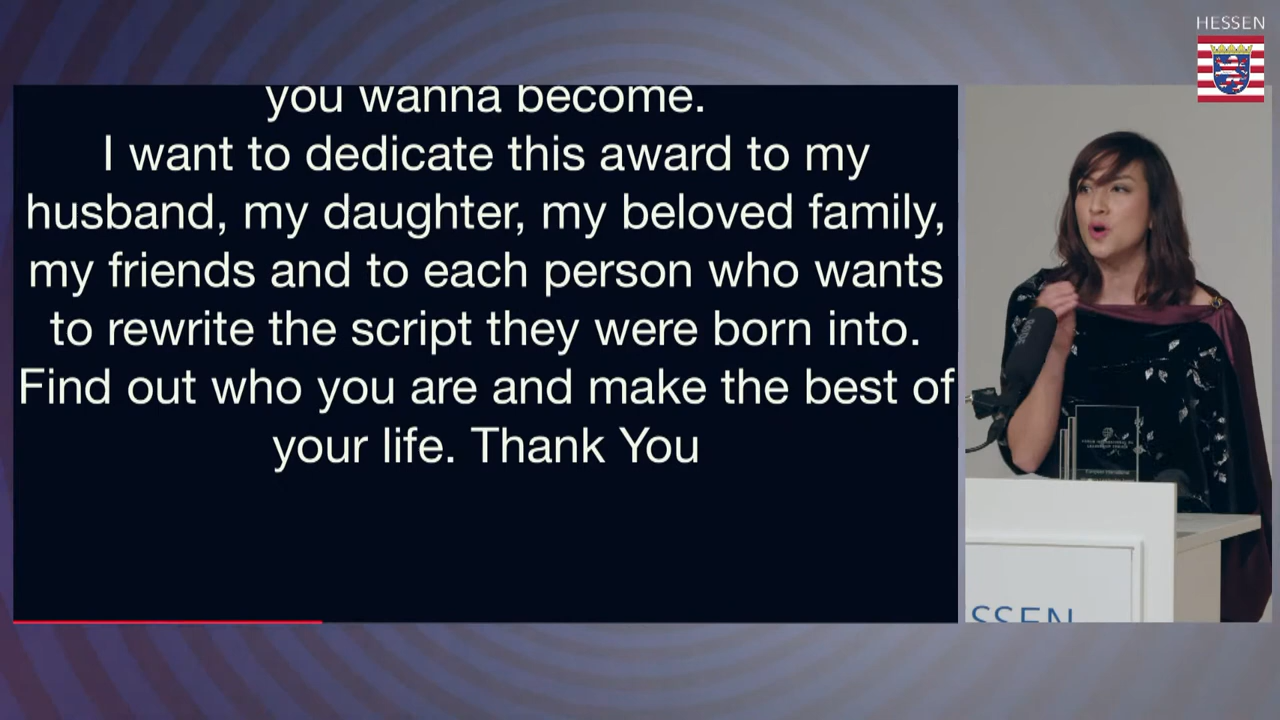 HESSEN
you wanna become.
I want to dedicate this award to my
husband, my daughter, my beloved family,
my friends and to each person who wants
to rewrite the script they were born into.
Find out who you are and make the best of
your life. Thank You
SSEN